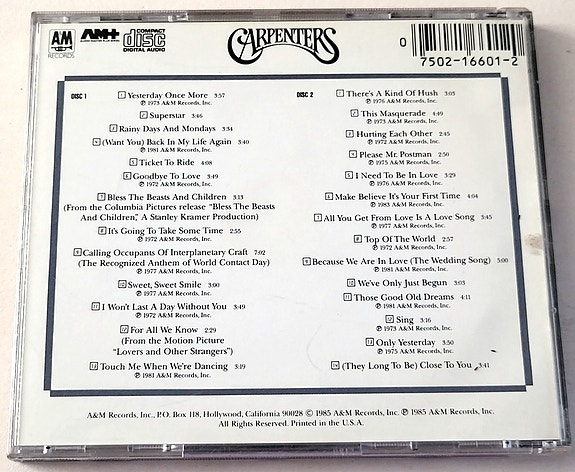 A&M
RECORDS
AM+
COMPACT
disc
DIGITAL AUDIO
CARPENTERS
0
7502-16601-2
DISC 1
1 Yesterday Once More 3:57
℗ 1973 A&M Records, Inc.
2 Superstar 3:46
3 Rainy Days And Mondays 3:34
4 (Want You) Back In My Life Again 3:40
℗ 1981 A&M Records, Inc.
5 Ticket To Ride 4:08
6 Goodbye To Love 3:49
℗ 1972 A&M Records, Inc.
7 Bless The Beasts And Children 3:13
(From the Columbia Pictures release "Bless The Beasts
And Children," A Stanley Kramer Production)
8 It's Going To Take Some Time 2:55
℗ 1972 A&M Records, Inc.
9 Calling Occupants Of Interplanetary Craft 7:02
(The Recognized Anthem of World Contact Day)
℗ 1977 A&M Records, Inc.
10 Sweet, Sweet Smile 3:00
℗ 1977 A&M Records, Inc.
11 I Won't Last A Day Without You 3:49
℗ 1972 A&M Records, Inc.
12 For All We Know 2:29
(From the Motion Picture
"Lovers and Other Strangers")
13 Touch Me When We're Dancing 3:19
℗ 1981 A&M Records, Inc.
DISC 2
1 There's A Kind Of Hush 3:03
℗ 1976 A&M Records, Inc.
2 This Masquerade 4:49
℗ 1973 A&M Records, Inc.
3 Hurting Each Other 2:45
℗ 1972 A&M Records, Inc.
4 Please Mr. Postman 2:50
℗ 1975 A&M Records, Inc.
5 I Need To Be In Love 3:29
℗ 1976 A&M Records, Inc.
6 Make Believe It's Your First Time 4:04
℗ 1983 A&M Records, Inc.
7 All You Get From Love Is A Love Song 3:45
℗ 1977 A&M Records, Inc.
8 Top Of The World 2:57
℗ 1972 A&M Records, Inc.
9 Because We Are In Love (The Wedding Song) 5:00
℗ 1981 A&M Records, Inc.
10 We've Only Just Begun 3:03
11 Those Good Old Dreams 4:11
℗ 1981 A&M Records, Inc.
12 Sing 3:16
℗ 1973 A&M Records, Inc.
13 Only Yesterday 3:50
℗ 1975 A&M Records, Inc.
14 (They Long To Be) Close To You 3:41
A&M Records, Inc., P.O. Box 118, Hollywood, California 90028 © 1985 A&M Records, Inc. ℗ 1985 A&M Records, Inc.
All Rights Reserved. Printed in the U.S.A.